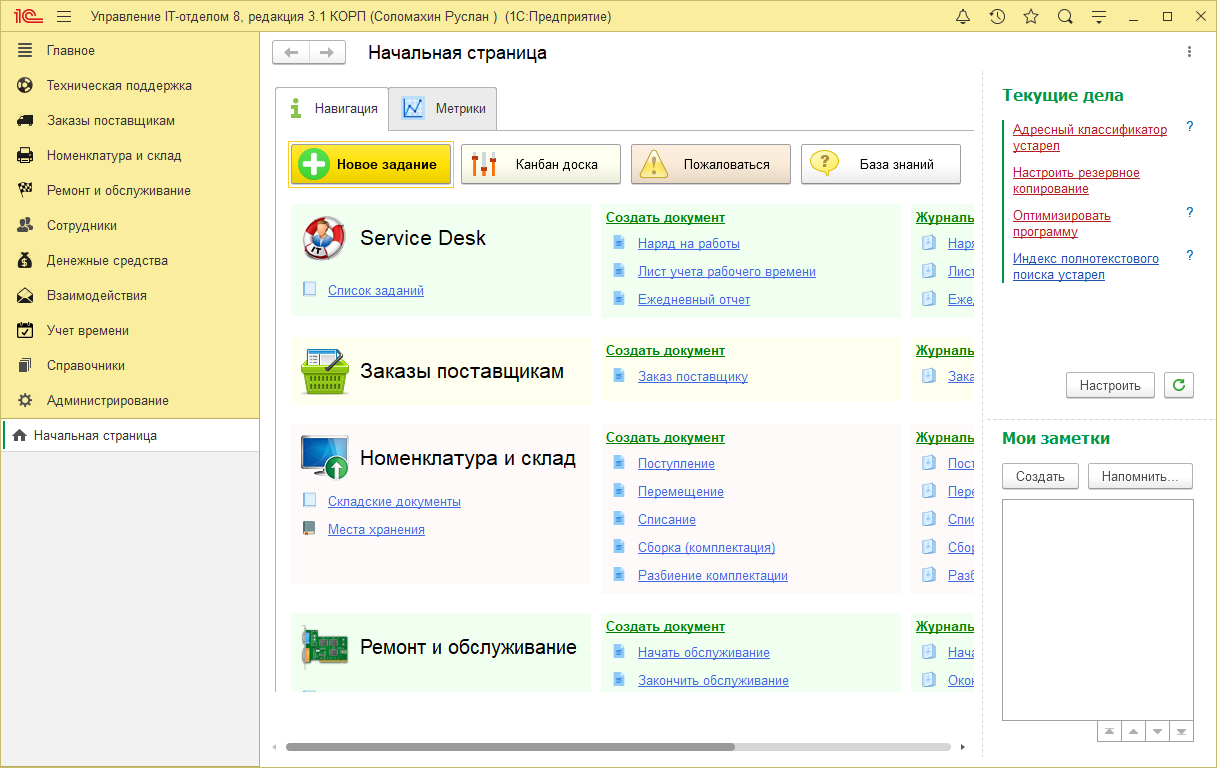 1С Управление IT-отделом 8, редакция 3.1 КОРП (Соломахин Руслан ) (1С:Предприятие)
Главное
Техническая поддержка
Заказы поставщикам
Номенклатура и склад
Ремонт и обслуживание
Сотрудники
Денежные средства
Взаимодействия
Учет времени
Справочники
Администрирование
Начальная страница
Начальная страница
Навигация
Метрики
Новое задание
Канбан доска
Пожаловаться
? База знаний
IT
Service Desk
Список заданий
Создать документ
Наряд на работы
Лист учета рабочего времени
Ежедневный отчет
Журналь
Наря
Лист
Ежед
Заказы поставщикам
Создать документ
Заказ поставщику
Журналь
Зака
Номенклатура и склад
Складские документы
Места хранения
Создать документ
Поступление
Перемещение
Списание
Сборка (комплектация)
Разбиение комплектации
Журналь
Пост
Пере
Спис
Сбор
Разб
Ремонт и обслуживание
Создать документ
Начать обслуживание
Закончить обслуживание
Журналь
Нача
Окон
Текущие дела
Адресный классификатор ?
устарел
Настроить резервное
копирование
Оптимизировать ?
программу
Индекс полнотекстового ?
поиска устарел
Настроить
Мои заметки
Создать
Напомнить...